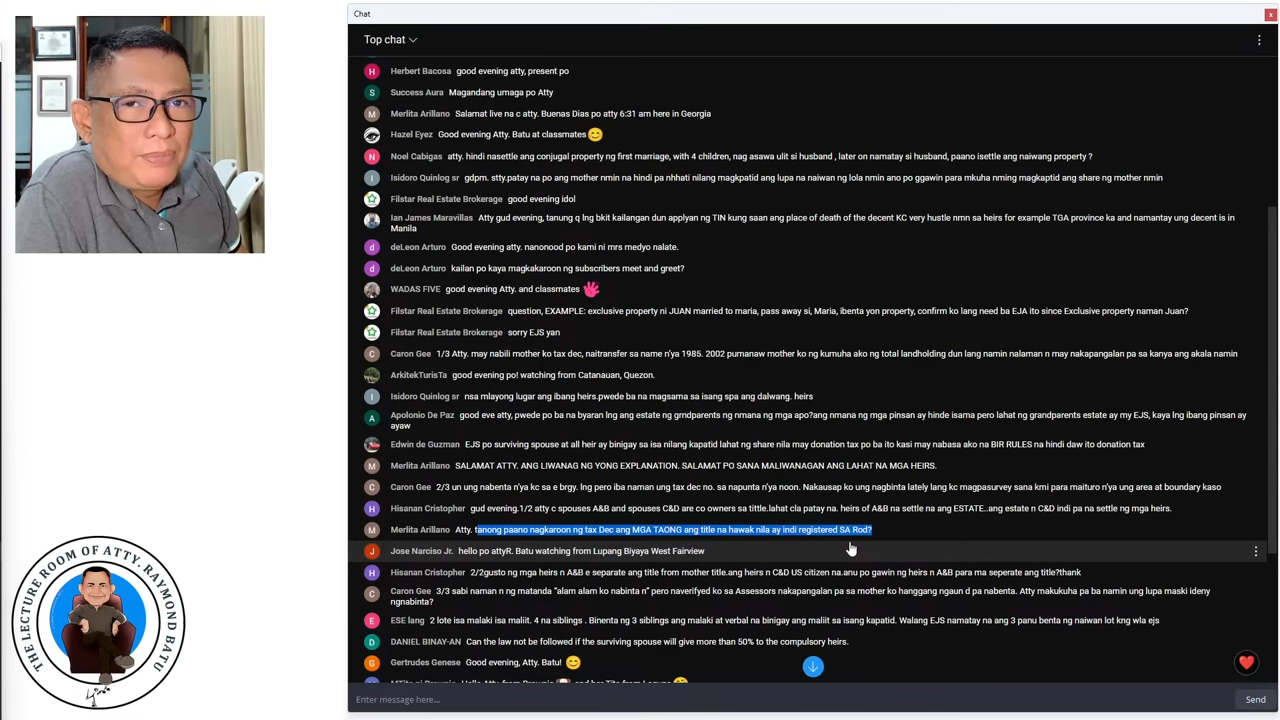 Chat
x
Top chat
H Herbert Bacosa good evening atty, present po
S Success Aura Magandang umaga po Atty
M Merlita Arillano Salamat live na c atty. Buenas Dias po atty 6:31 am here in Georgia
Hazel Eyez Good evening Atty. Batu at classmates
N Noel Cabigas atty. hindi nasettle ang conjugal property ng first marriage, with 4 children, nag asawa ulit si husband , later on namatay si husband, paano isettle ang naiwang property ?
I Isidoro Quinlog sr gdpm. stty.patay na po ang mother nmin na hindi pa nhhati nilang magkpatid ang lupa na naiwan ng lola nmin ano po ggawin para mkuha nming magkaptid ang share ng mother nmin
Filstar Real Estate Brokerage good evening idol
Ian James Maravillas Atty gud evening, tanung q lng bkit kailangan dun applyan ng TIN kung saan ang place of death of the decent KC very hustle nmn sa heirs for example TGA province ka and namantay ung decent is in
Manila
d deLeon Arturo Good evening atty. nanonood po kami ni mrs medyo nalate.
d deLeon Arturo kailan po kaya magkakaroon ng subscribers meet and greet?
WADAS FIVE good evening Atty. and classmates
Filstar Real Estate Brokerage question, EXAMPLE: exclusive property ni JUAN married to maria, pass away si, Maria, ibenta yon property, confirm ko lang need ba EJA ito since Exclusive property naman Juan?
Filstar Real Estate Brokerage sorry EJS yan
C Caron Gee 1/3 Atty. may nabili mother ko tax dec, naitransfer sa name n'ya 1985. 2002 pumanaw mother ko ng kumuha ako ng total landholding dun lang namin nalaman n may nakapangalan pa sa kanya ang akala namin
ArkitekTurisTa good evening po! watching from Catanauan, Quezon.
I Isidoro Quinlog sr nsa mlayong lugar ang ibang heirs.pwede ba na magsama sa isang spa ang dalwang. heirs
A Apolonio De Paz good eve atty, pwede po ba na byaran lng ang estate ng grndparents ng nmana ng mga apo?ang nmana ng mga pinsan ay hinde isama pero lahat ng grandparents estate ay my EJS, kaya lng ibang pinsan ay
ayaw
Edwin de Guzman EJS po surviving spouse at all heir ay binigay sa isa nilang kapatid lahat ng share nila may donation tax po ba ito kasi may nabasa ako na BIR RULES na hindi daw ito donation tax
M Merlita Arillano SALAMAT ATTY. ANG LIWANAG NG YONG EXPLANATION. SALAMAT PO SANA MALIWANAGAN ANG LAHAT NA MGA HEIRS.
C Caron Gee 2/3 un ung nabenta n'ya kc sa e brgy. lng pero iba naman ung tax dec no. sa napunta n'ya noon. Nakausap ko ung nagbinta lately lang kc magpasurvey sana kmi para maituro n'ya ung area at boundary kaso
H Hisanan Cristopher gud evening.1/2 atty c spouses A&B and spouses C&D are co owners sa tittle.lahat cla patay na. heirs of A&B na settle na ang ESTATE..ang estate n C&D indi pa na settle ng mga heirs.
M Merlita Arillano Atty. tanong paano nagkaroon ng tax Dec ang MGA TAONG ang title na hawak nila ay indi registered SA Rod?
J Jose Narciso Jr. hello po attyR. Batu watching from Lupang Biyaya West Fairview
H Hisanan Cristopher 2/2gusto ng mga heirs n A&B e separate ang title from mother title.ang heirs n C&D US citizen na.anu po gawin ng heirs n A&B para ma seperate ang title?thank
C Caron Gee 3/3 sabi naman ng matanda "alam alam ko nabinta n" pero naverifyed ko sa Assessors nakapangalan pa sa mother ko hanggang ngaun d pa nabenta. Atty makukuha pa ba namin ung lupa maski ideny
ngnabinta?
E ESE lang 2 lote isa malaki isa maliit. 4 na siblings . Binenta ng 3 siblings ang malaki at verbal na binigay ang maliit sa isang kapatid. Walang EJS namatay na ang 3 panu benta ng naiwan lot kng wla ejs
D DANIEL BINAY-AN Can the law not be followed if the surviving spouse will give more than 50% to the compulsory heirs.
G Gertrudes Genese Good evening, Atty. Batu!
Enter message here...
Send
THE LECTURE ROOM OF ATTY. RAYMOND BATU